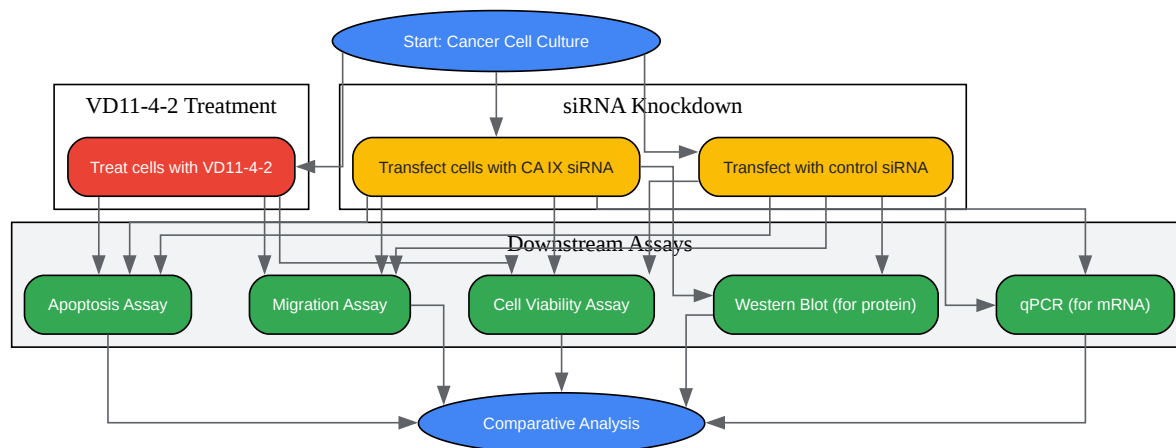 Start: Cancer Cell Culture
VD11-4-2 Treatment
siRNA Knockdown
Treat cells with VD11-4-2
Transfect cells with CA IX siRNA
Transfect with control siRNA
Downstream Assays
Apoptosis Assay
Migration Assay
Cell Viability Assay
Western Blot (for protein)
qPCR (for mRNA)
Comparative Analysis